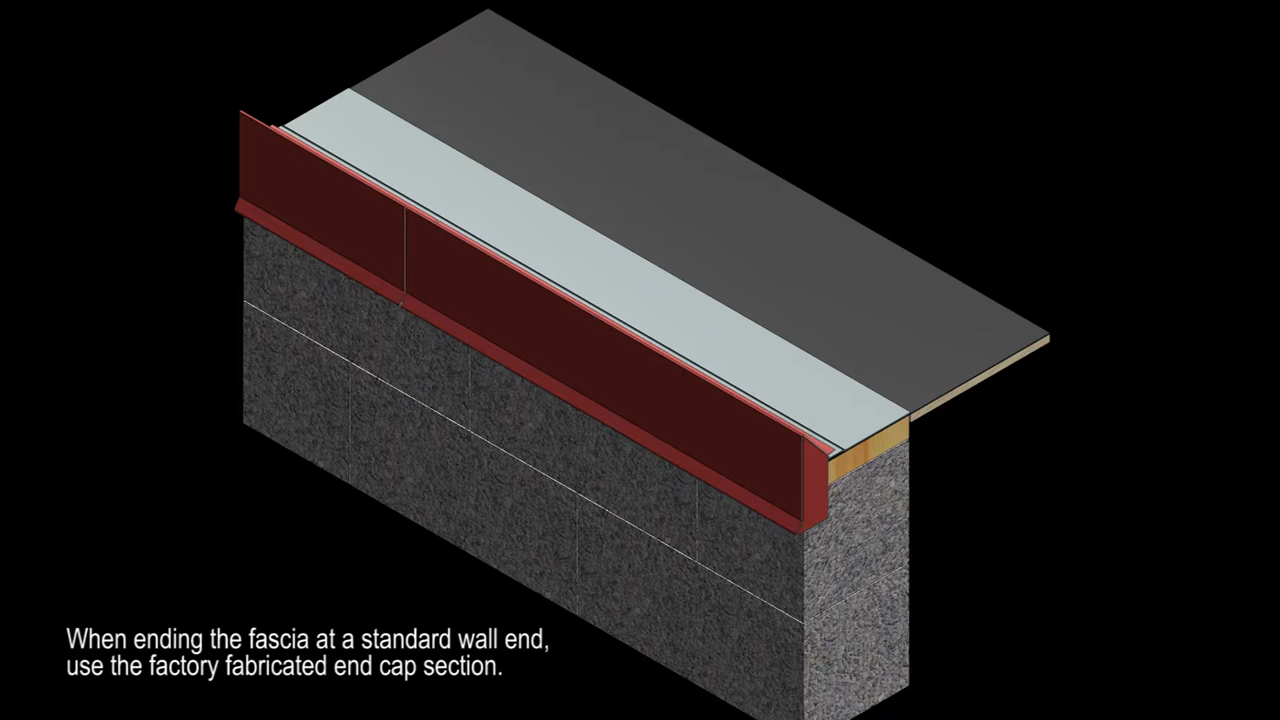 When ending the fascia at a standard wall end,
use the factory fabricated end cap section.